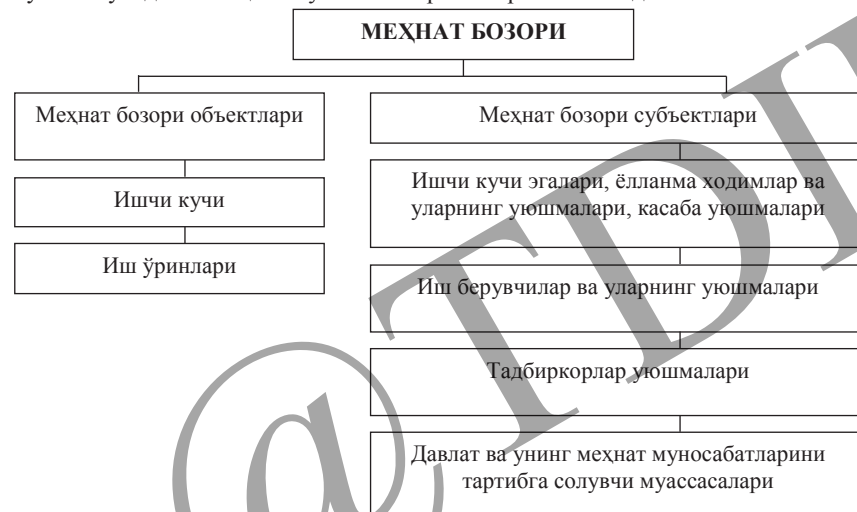 МЕҲНАТ БОЗОРИ
Меҳнат бозори объектлари
Ишчи кучи
Иш ўринлари
Меҳнат бозори субъектлари
Ишчи кучи эгалари, ёлланма ходимлар ва
уларнинг уюшмалари, касаба уюшмалари
Иш берувчилар ва уларнинг уюшмалари
Тадбиркорлар уюшмалари
Давлат ва унинг меҳнат муносабатларини
тартибга солувчи муассасалари
@TDI